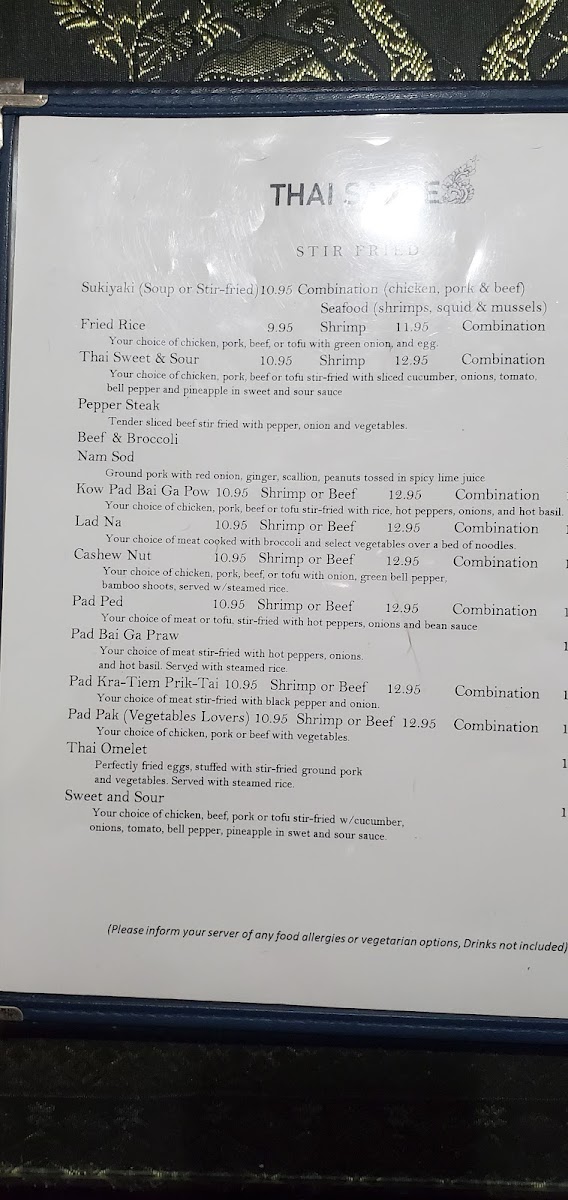 THAI
STIR FRIED
Sukiyaki (Soup or Stir-fried) 10.95 Combination (chicken, pork & beef)
Seafood (shrimps, squid & mussels)
Fried Rice 9.95 Shrimp 11.95 Combination
Your choice of chicken, pork, beef, or tofu with green onion, and egg.
Thai Sweet & Sour 10.95 Shrimp 12.95 Combination
Your choice of chicken, pork, beef or tofu stir-fried with sliced cucumber, onions, tomato,
bell pepper and pineapple in sweet and sour sauce
Pepper Steak
Tender sliced beef stir fried with pepper, onion and vegetables.
Beef & Broccoli
Nam Sod
Ground pork with red onion, ginger, scallion, peanuts tossed in spicy lime juice
Kow Pad Bai Ga Pow 10.95 Shrimp or Beef 12.95 Combination
Your choice of chicken, pork, beef or tofu stir-fried with rice, hot peppers, onions, and hot basil.
Lad Na 10.95 Shrimp or Beef 12.95 Combination
Your choice of meat cooked with broccoli and select vegetables over a bed of noodles.
Cashew Nut 10.95 Shrimp or Beef 12.95 Combination
Your choice of chicken, pork, beef, or tofu with onion, green bell pepper,
bamboo shoots, served w/steamed rice.
Pad Ped 10.95 Shrimp or Beef 12.95 Combination
Your choice of meat or tofu, stir-fried with hot peppers, onions and bean sauce
Pad Bai Ga Praw
Your choice of meat stir-fried with hot peppers, onions.
and hot basil. Served with steamed rice.
Pad Kra-Tiem Prik-Tai 10.95 Shrimp or Beef 12.95 Combination
Your choice of meat stir-fried with black pepper and onion.
Pad Pak (Vegetables Lovers) 10.95 Shrimp or Beef 12.95 Combination
Your choice of chicken, pork or beef with vegetables.
Thai Omelet
Perfectly fried eggs, stuffed with stir-fried ground pork
and vegetables. Served with steamed rice.
Sweet and Sour
Your choice of chicken, beef, pork or tofu stir-fried w/cucumber,
onions, tomato, bell pepper, pineapple in swet and sour sauce.
(Please inform your server of any food allergies or vegetarian options, Drinks not included)